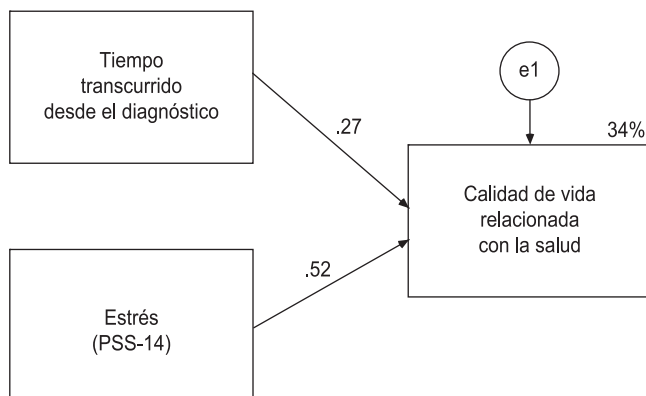 Tiempo
transcurrido
desde el diagnóstico
e1
.27
34%
Calidad de vida
relacionada
con la salud
.52
Estrés
(PSS-14)